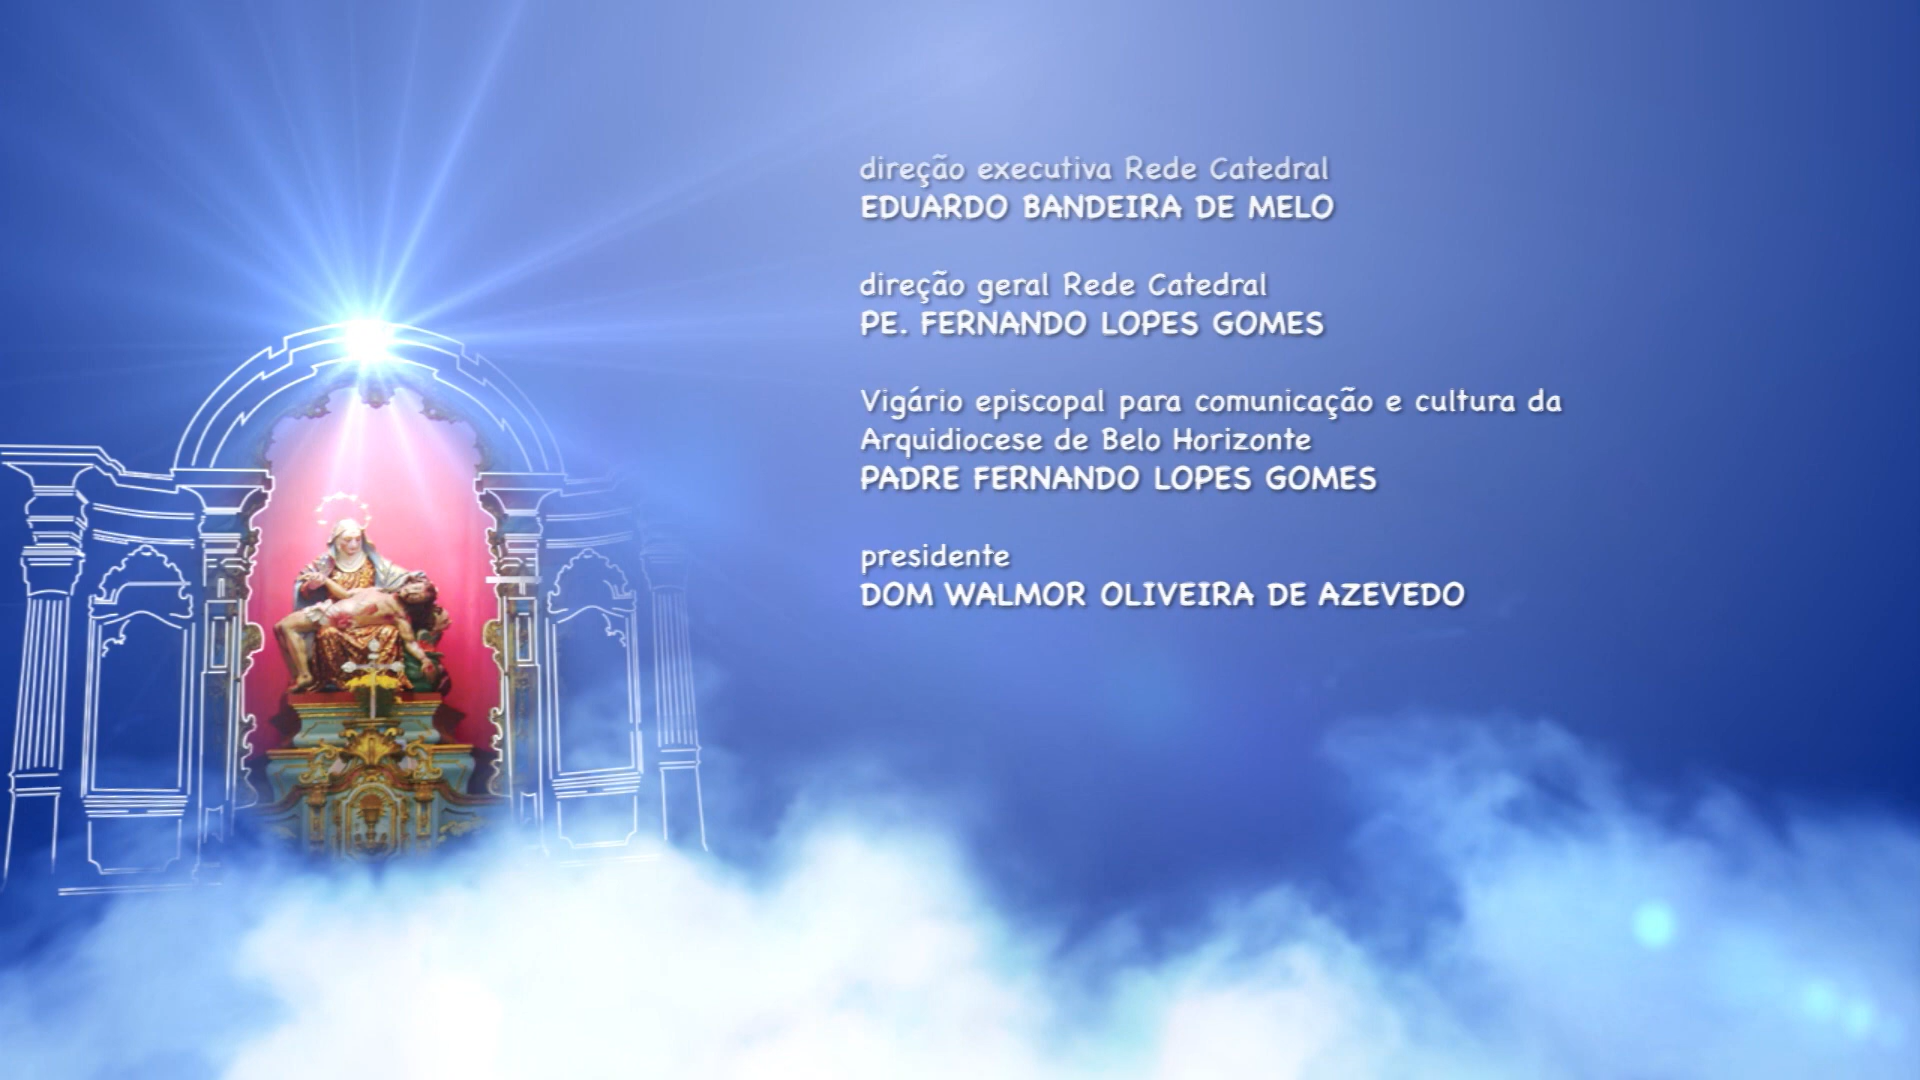 direção executiva Rede Catedral
EDUARDO BANDEIRA DE MELO
direção geral Rede Catedral
PE. FERNANDO LOPES GOMES
Vigário episcopal para comunicação e cultura da
Arquidiocese de Belo Horizonte
PADRE FERNANDO LOPES GOMES
presidente
DOM WALMOR OLIVEIRA DE AZEVEDO